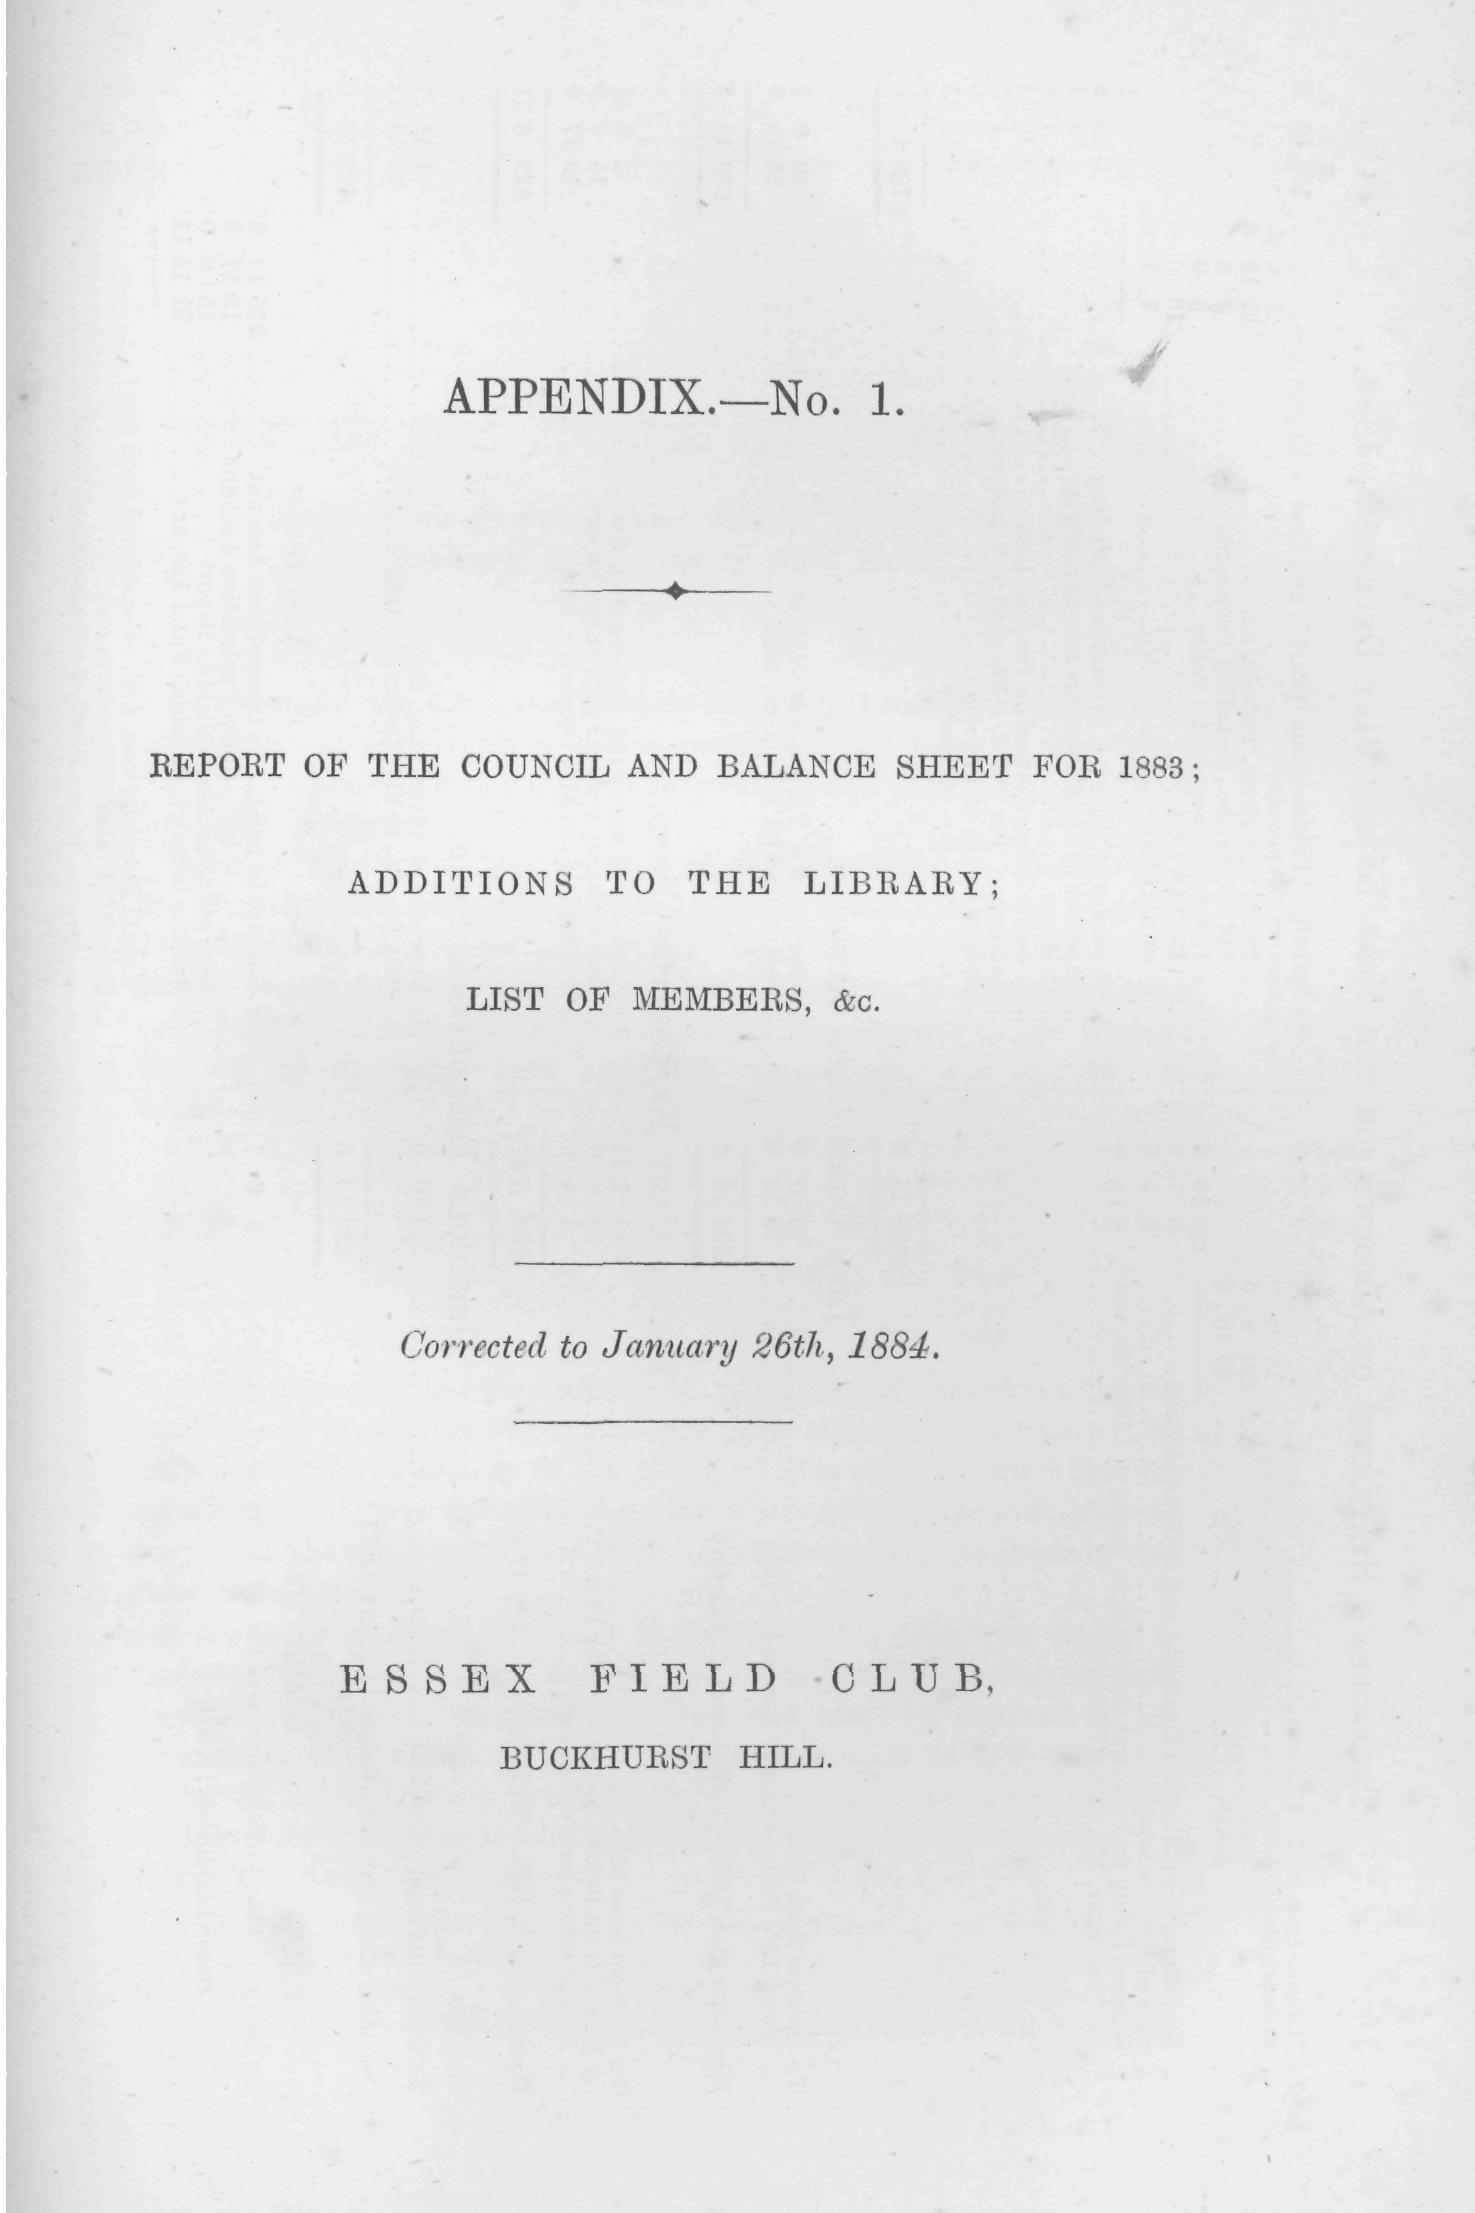 APPENDIX.—No. 1.
REPORT OF THE COUNCIL AND BALANCE SHEET FOR 1883;
ADDITIONS TO THE LIBRARY;
LIST OF MEMBERS, &c.
Corrected to January 26th, 1884.
ESSEX FIELD CLUB,
BUCKHURST HILL.